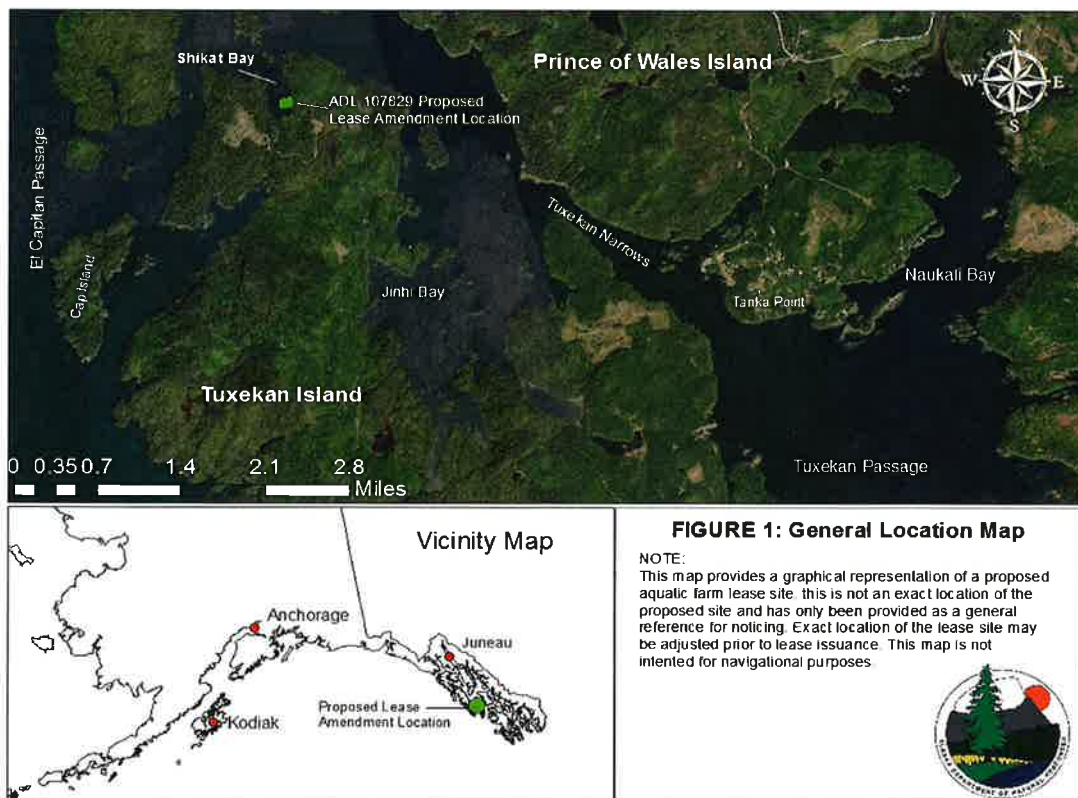 Shikat Bay
Prince of Wales Island
N
W E
S
ADL 107829 Proposed
Lease Amendment Location
El Capitan Passage
Cap Island
Jinhi Bay
Tuxekan Narrows
Naukati Bay
Tanka Point
Tuxekan Island
Tuxekan Passage
0 0.35 0.7 1.4 2.1 2.8
Miles
Vicinity Map
Anchorage
Juneau
Proposed Lease
Amendment Location
Kodiak
FIGURE 1: General Location Map
NOTE:
This map provides a graphical representation of a proposed
aquatic farm lease site. this is not an exact location of the
proposed site and has only been provided as a general
reference for noticing. Exact location of the lease site may
be adjusted prior to lease issuance. This map is not
intented for navigational purposes
ALASKA DEPARTMENT OF NATURAL RESOURCES